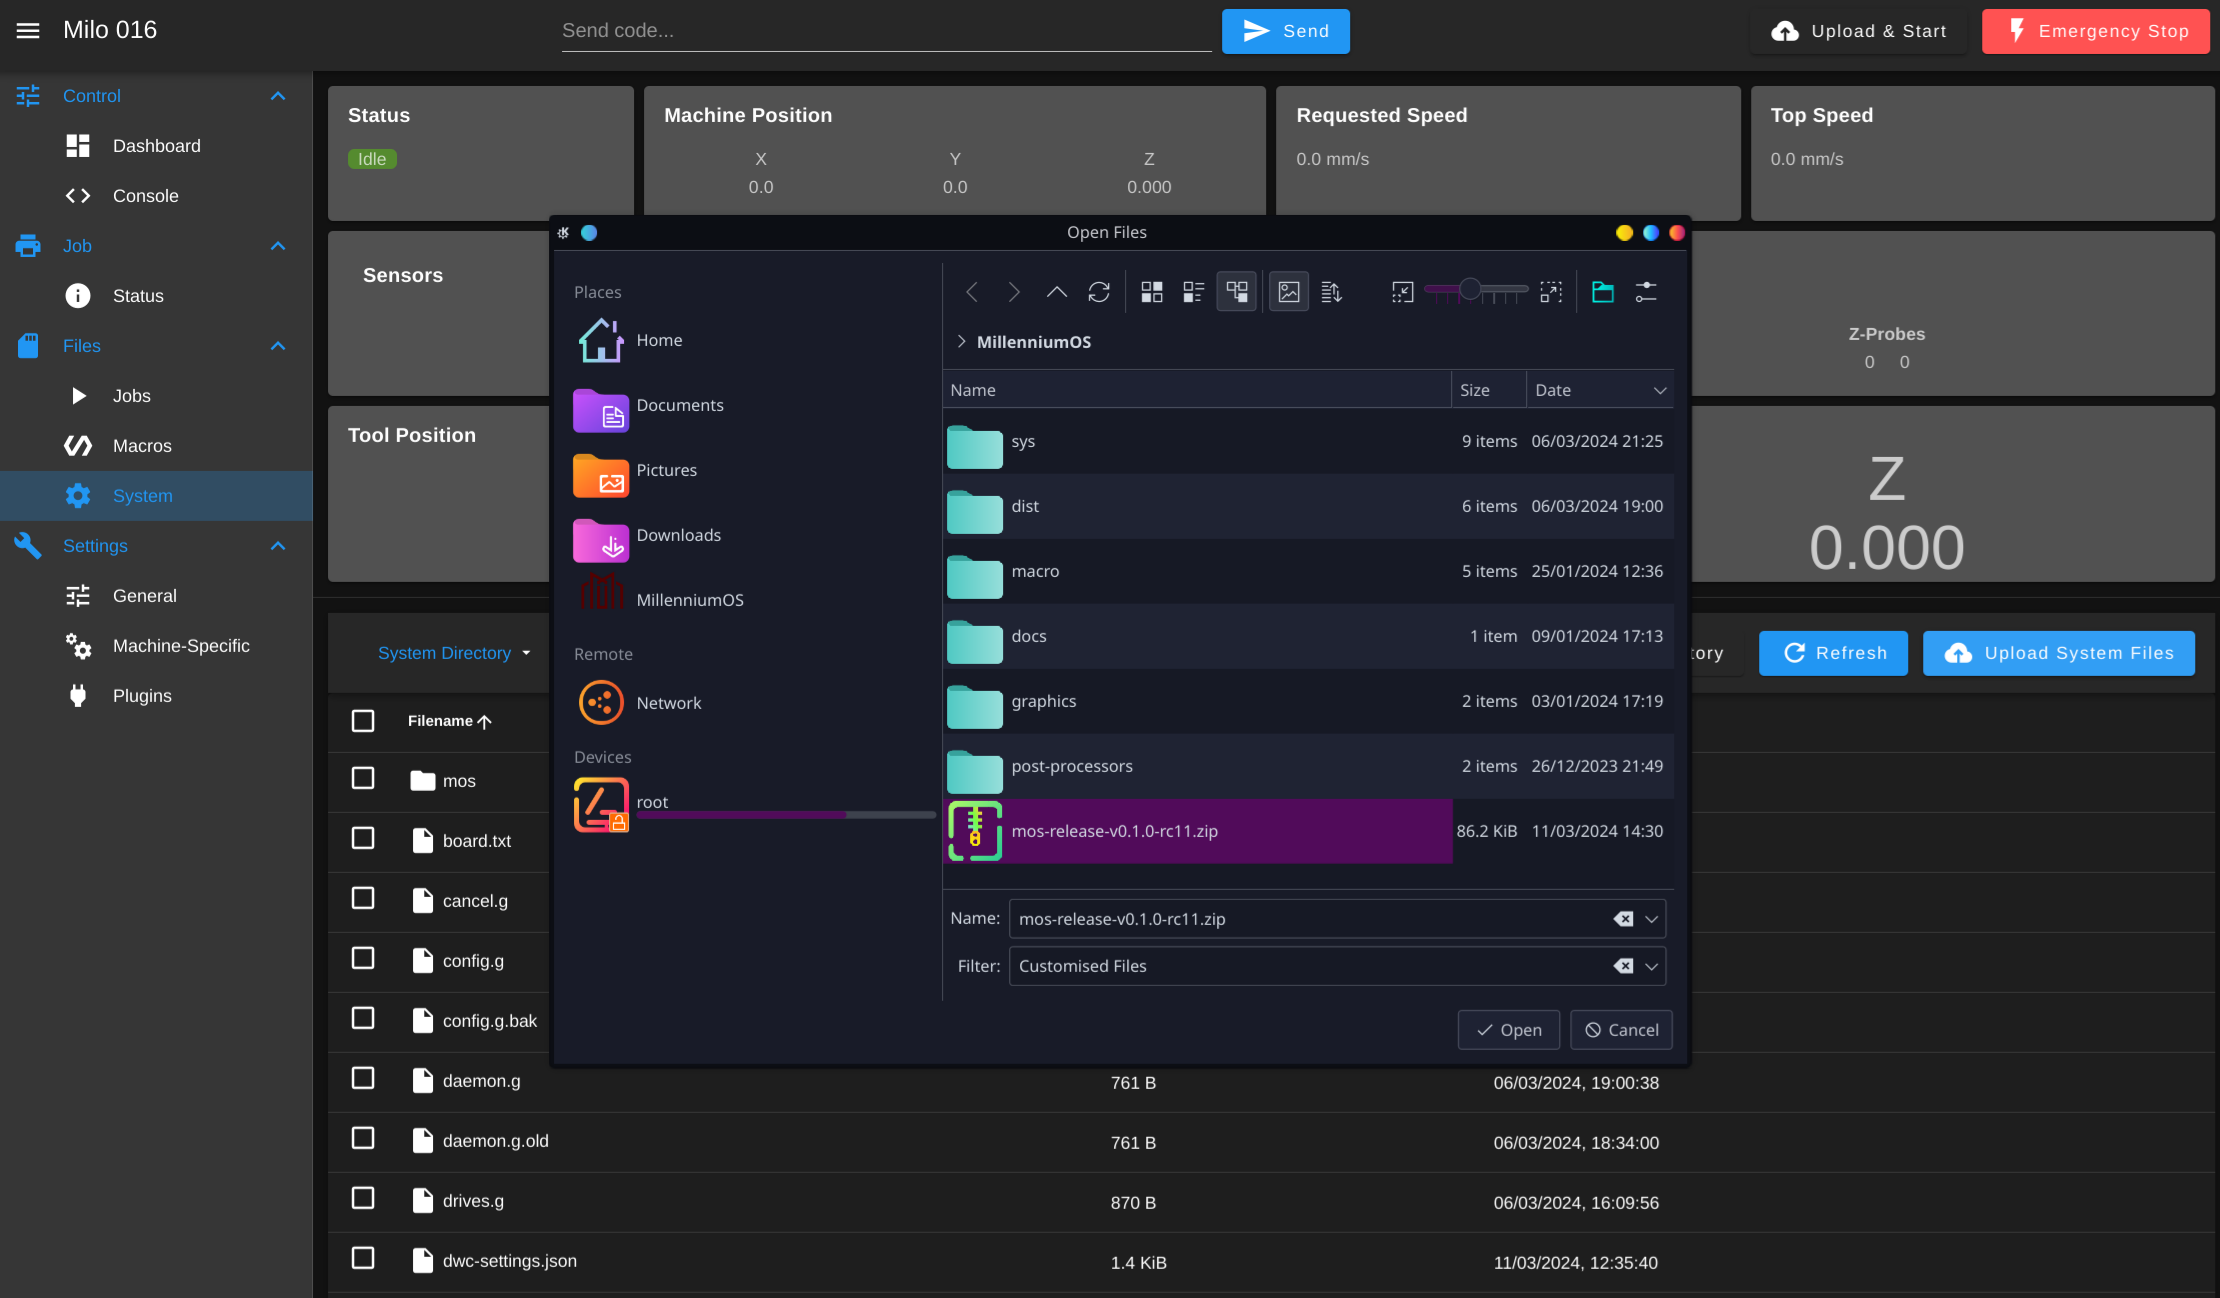 Milo 016
Send code...
Send
Upload & Start
Emergency Stop
Control
Dashboard
Console
Job
Status
Files
Jobs
Macros
System
Settings
General
Machine-Specific
Plugins
Status
Idle
Machine Position
X Y Z
0.0 0.0 0.000
Requested Speed
0.0 mm/s
Top Speed
0.0 mm/s
Sensors
Z-Probes
0 0
Tool Position
Z
0.000
Open Files
Places
Home
Documents
Pictures
Downloads
MillenniumOS
Remote
Network
Devices
root
MillenniumOS
Name Size Date
sys 9 items 06/03/2024 21:25
dist 6 items 06/03/2024 19:00
macro 5 items 25/01/2024 12:36
docs 1 item 09/01/2024 17:13
graphics 2 items 03/01/2024 17:19
post-processors 2 items 26/12/2023 21:49
mos-release-v0.1.0-rc11.zip 86.2 KiB 11/03/2024 14:30
Name: mos-release-v0.1.0-rc11.zip
Filter: Customised Files
Open
Cancel
System Directory
tory
Refresh
Upload System Files
Filename
mos
board.txt
cancel.g
config.g
config.g.bak
daemon.g 761 B 06/03/2024, 19:00:38
daemon.g.old 761 B 06/03/2024, 18:34:00
drives.g 870 B 06/03/2024, 16:09:56
dwc-settings.json 1.4 KiB 11/03/2024, 12:35:40